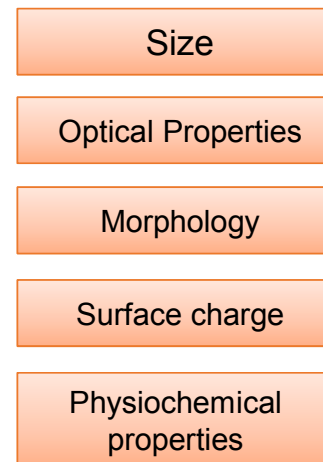 Size
Optical Properties
Morphology
Surface charge
Physiochemical
properties